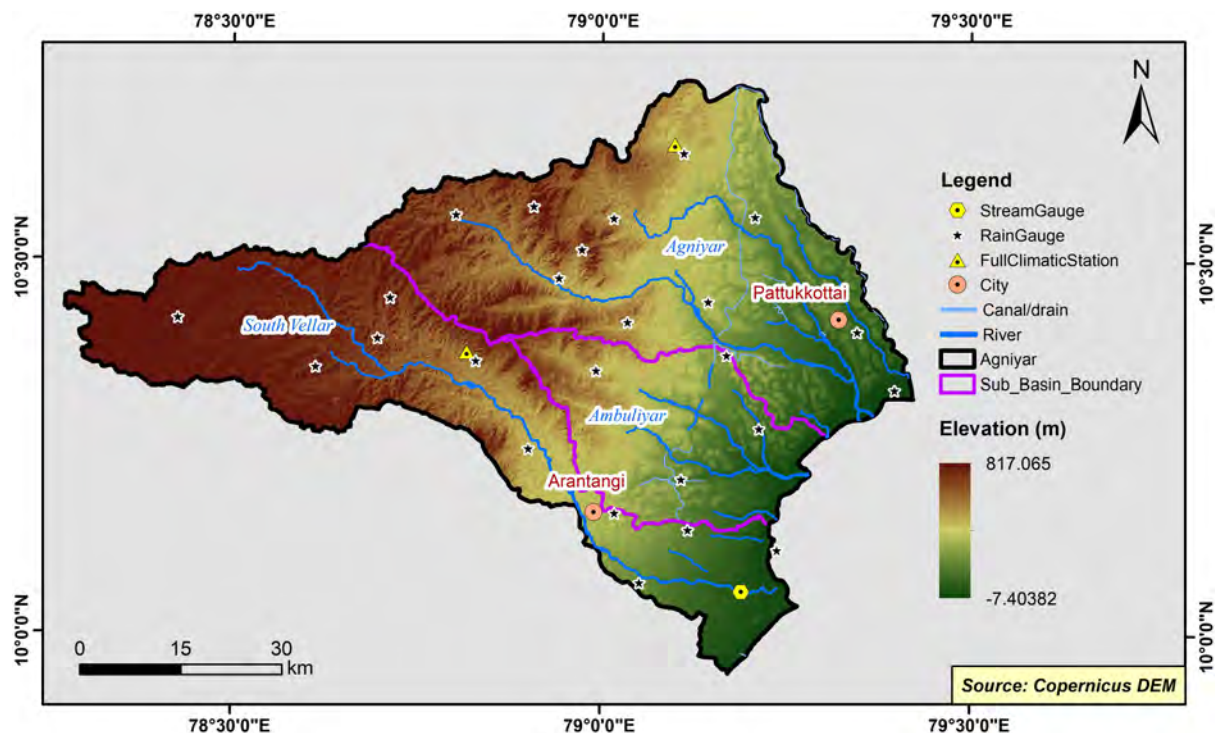 78°30'0"E 79°0'0"E 79°30'0"E
N
10°30'0"N
10°30'0"N
10°0'0"N
10°0'0"N
Agniyar
Pattukkottai
South Vellar
Ambuliyar
Arantangi
Legend
StreamGauge
RainGauge
FullClimaticStation
City
Canal/drain
River
Agniyar
Sub_Basin_Boundary
Elevation (m)
817.065
-7.40382
0 15 30
km
Source: Copernicus DEM
78°30'0"E 79°0'0"E 79°30'0"E